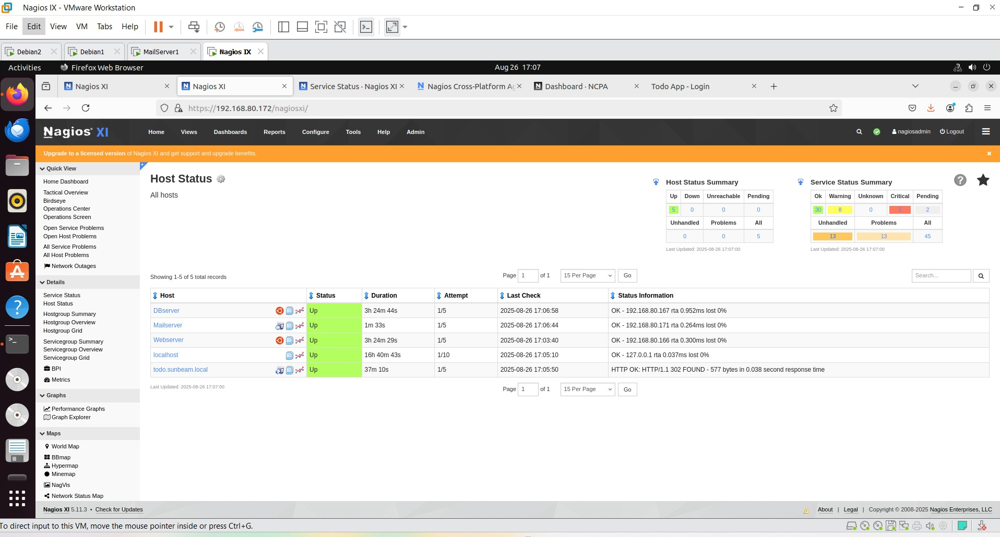 Nagios IX - VMware Workstation
File Edit View VM Tabs Help
Debian2 Debian1 MailServer1 Nagios IX
Activities Firefox Web Browser Aug 26 17:07
Nagios XI Nagios XI Service Status · Nagios XI Nagios Cross-Platform Ag Dashboard · NCPA Todo App - Login
https://192.168.80.172/nagiosxi/
Nagios XI Home Views Dashboards Reports Configure Tools Help Admin nagiosadmin Logout
Upgrade to a licensed version of Nagios XI and get support and upgrade benefits.
Quick View
Home Dashboard
Tactical Overview
Birdseye
Operations Center
Operations Screen
Open Service Problems
Open Host Problems
All Service Problems
All Host Problems
Network Outages
Details
Service Status
Host Status
Hostgroup Summary
Hostgroup Overview
Hostgroup Grid
Servicegroup Summary
Servicegroup Overview
Servicegroup Grid
BPI
Metrics
Graphs
Performance Graphs
Graph Explorer
Maps
World Map
BBmap
Hypermap
Minemap
NagVis
Network Status Map
Host Status
All hosts
Host Status Summary
Up Down Unreachable Pending
5 0 0 0
Unhandled Problems All
0 0 5
Last Updated: 2025-08-26 17:07:00
Service Status Summary
Ok Warning Unknown Critical Pending
30 8 0 5 2
Unhandled Problems All
13 13 45
Last Updated: 2025-08-26 17:07:00
Showing 1-5 of 5 total records Page 1 of 1 15 Per Page Go Search...
Host Status Duration Attempt Last Check Status Information
DBserver Up 3h 24m 44s 1/5 2025-08-26 17:06:58 OK - 192.168.80.167 rta 0.952ms lost 0%
Mailserver Up 1m 33s 1/5 2025-08-26 17:06:44 OK - 192.168.80.171 rta 0.264ms lost 0%
Webserver Up 3h 24m 29s 1/5 2025-08-26 17:03:40 OK - 192.168.80.166 rta 0.300ms lost 0%
localhost Up 16h 40m 43s 1/10 2025-08-26 17:05:10 OK - 127.0.0.1 rta 0.037ms lost 0%
todo.sunbeam.local Up 37m 10s 1/5 2025-08-26 17:05:50 HTTP OK: HTTP/1.1 302 FOUND - 577 bytes in 0.038 second response time
Last Updated: 2025-08-26 17:07:00 Page 1 of 1 15 Per Page Go
Nagios XI 5.11.3 • Check for Updates About | Legal | Copyright © 2008-2025 Nagios Enterprises, LLC
To direct input to this VM, move the mouse pointer inside or press Ctrl+G.